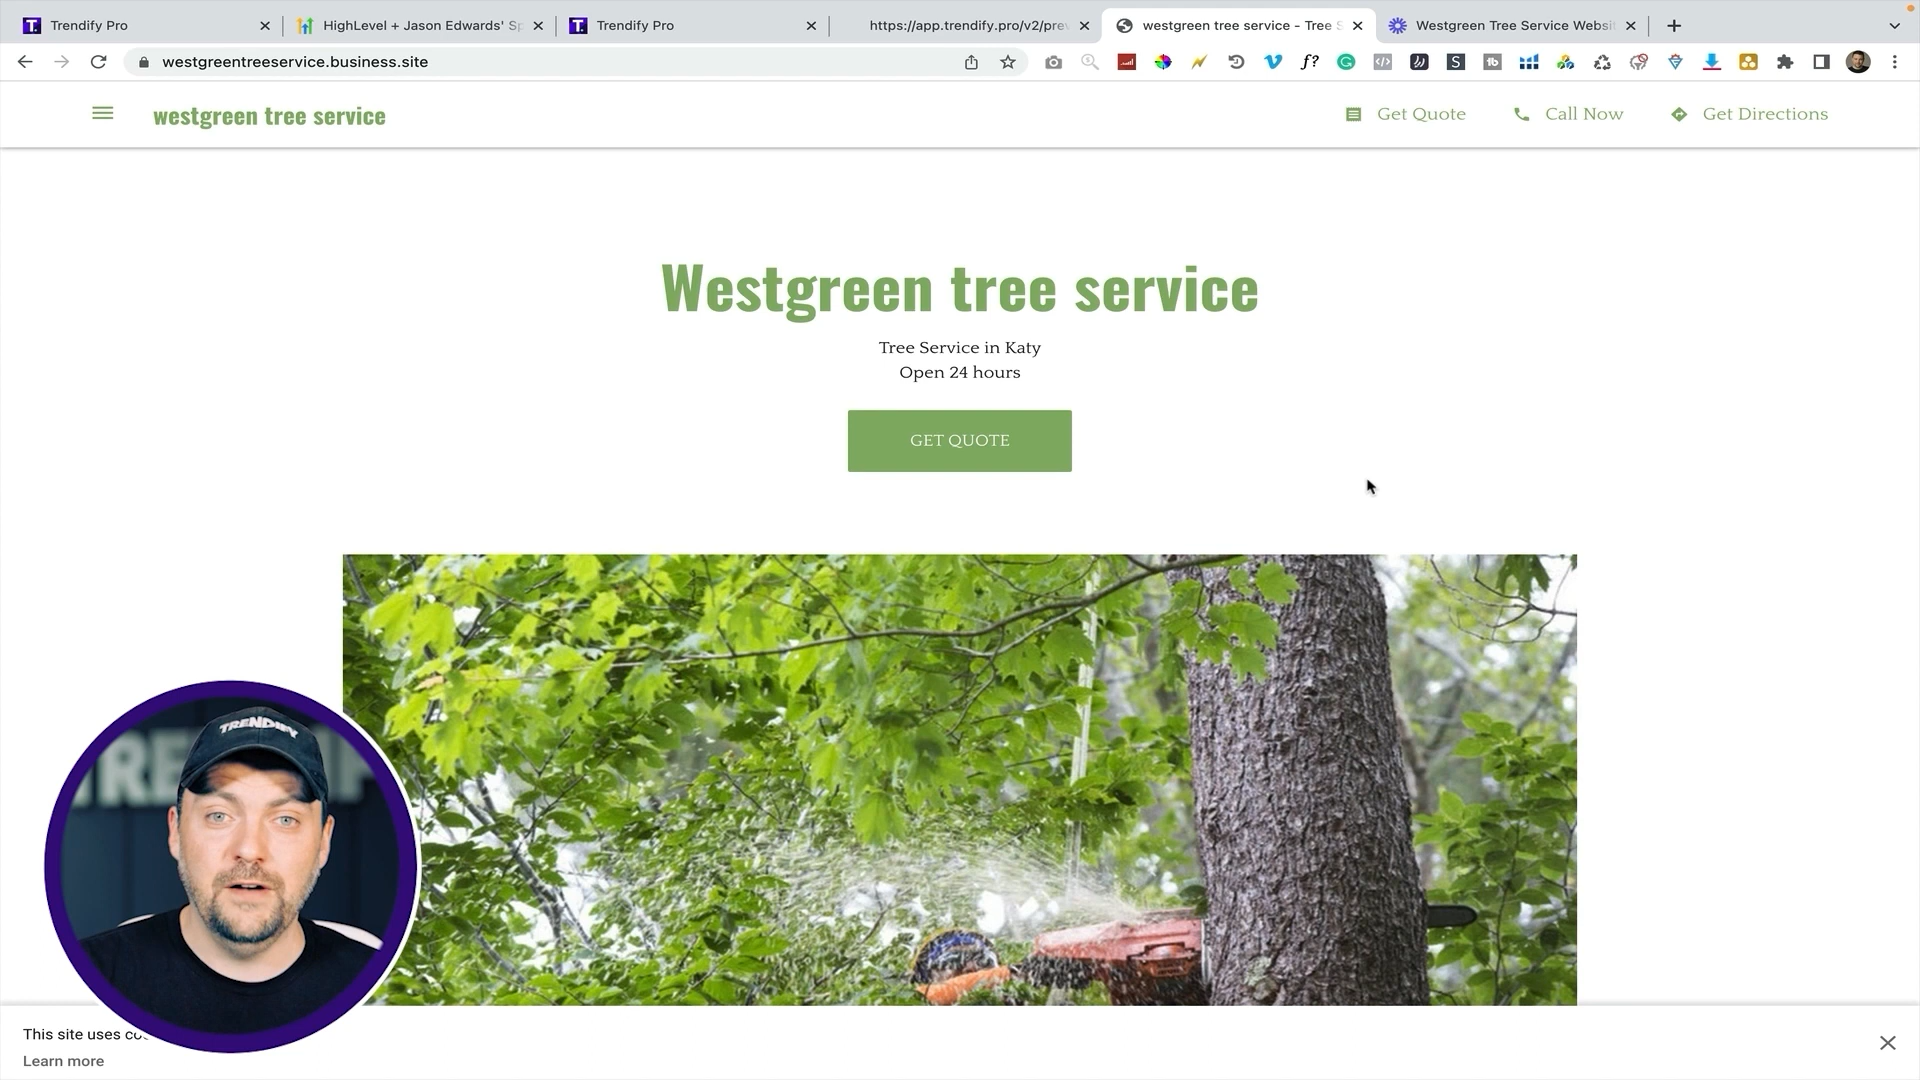 Trendify Pro
HighLevel + Jason Edwards' Sp
Trendify Pro
https://app.trendify.pro/v2/prev
westgreen tree service - Tree S
Westgreen Tree Service Websit
westgreentreeservice.business.site
westgreen tree service
Get Quote
Call Now
Get Directions
Westgreen tree service
Tree Service in Katy
Open 24 hours
GET QUOTE
TRENDIFY
This site uses
Learn more